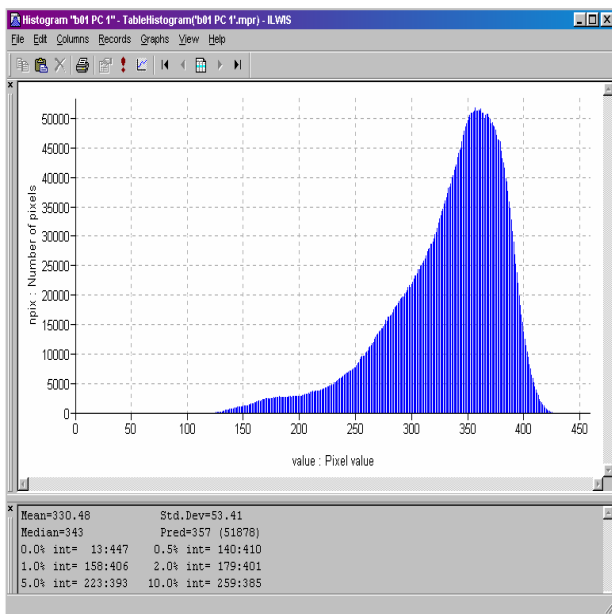 Histogram "b01 PC 1" - TableHistogram('b01 PC 1'.mpr) - ILWIS
File Edit Columns Records Graphs View Help
npix : Number of pixels
50000
45000
40000
35000
30000
25000
20000
15000
10000
5000
0
0 50 100 150 200 250 300 350 400 450
value : Pixel value
Mean=330.48 Std.Dev=53.41
Median=343 Pred=357 (51878)
0.0% int= 13:447 0.5% int= 140:410
1.0% int= 158:406 2.0% int= 179:401
5.0% int= 223:393 10.0% int= 259:385